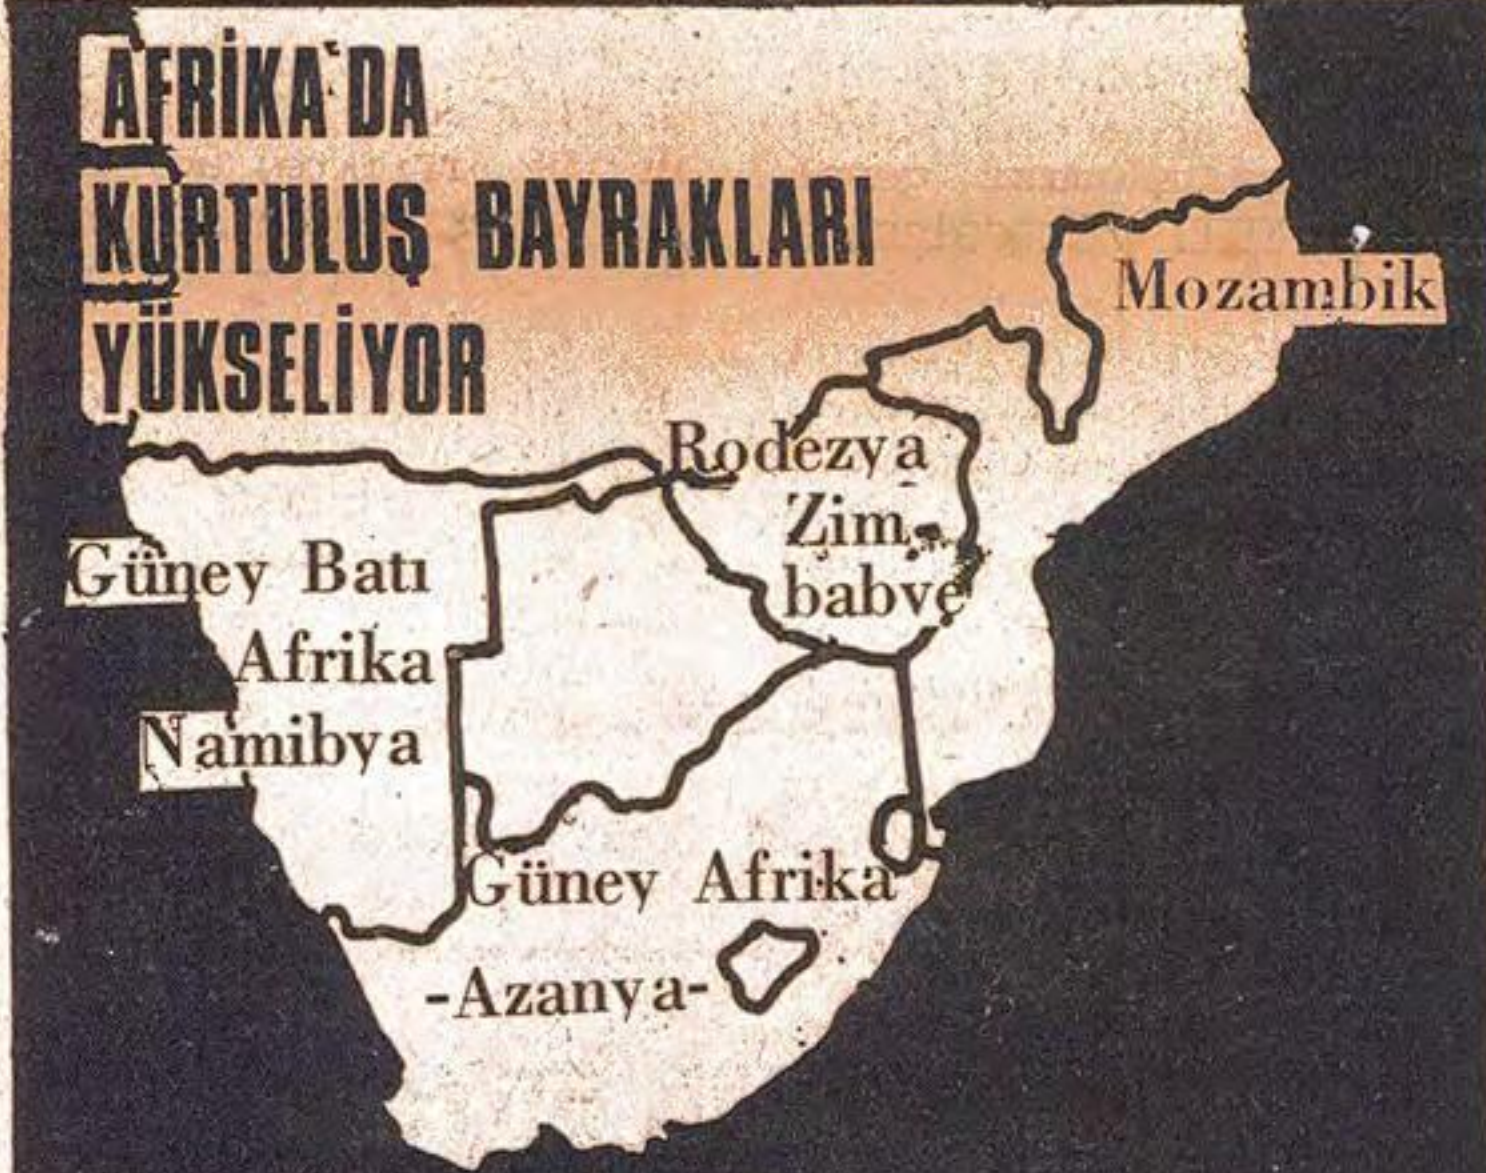 AFRİKA'DA
KURTULUŞ BAYRAKLARI
YÜKSELİYOR
Mozambik
Rodezya
Zim-
babve
Güney Batı
Afrika
Namibya
Güney Afrika
-Azanya-